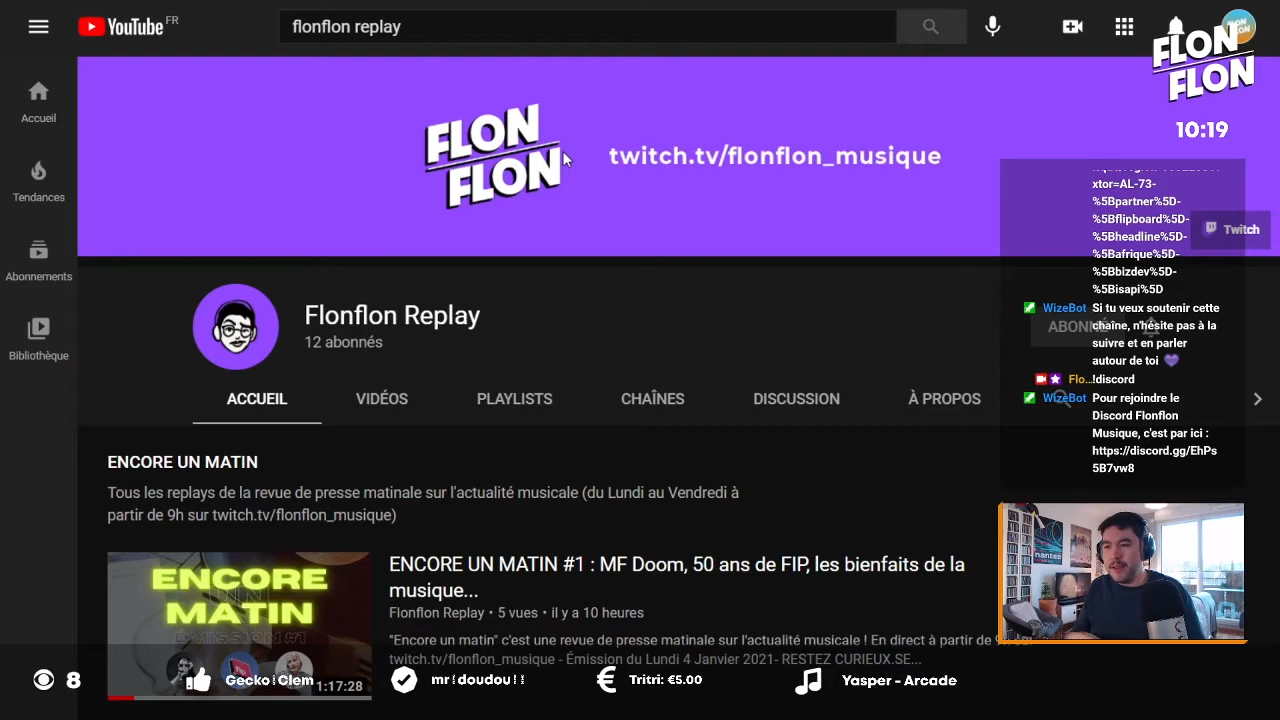 YouTube FR
flonflon replay
FLON
FLON
10:19
Accueil
Tendances
Abonnements
Bibliothèque
FLON
FLON
twitch.tv/flonflon_musique
Twitch
xtor=AL-73-
%5Bpartner%5D-
%5Bflipboard%5D-
%5Bheadline%5D-
%5Bafrique%5D-
%5Bbizdev%5D-
%5Bisapi%5D
WizeBot Si tu veux soutenir cette
chaîne, n'hésite pas à la
suivre et en parler
autour de toi
Flo... !discord
WizeBot Pour rejoindre le
Discord Flonflon
Musique, c'est par ici :
https://discord.gg/EhPs
5B7vw8
Flonflon Replay
12 abonnés
ACCUEIL
VIDÉOS
PLAYLISTS
CHAÎNES
DISCUSSION
À PROPOS
ENCORE UN MATIN
Tous les replays de la revue de presse matinale sur l'actualité musicale (du Lundi au Vendredi à
partir de 9h sur twitch.tv/flonflon_musique)
ENCORE
UN
MATIN
ÉMISSION #1
1:17:28
ENCORE UN MATIN #1 : MF Doom, 50 ans de FIP, les bienfaits de la
musique...
Flonflon Replay • 5 vues • il y a 10 heures
"Encore un matin" c'est une revue de presse matinale sur l'actualité musicale ! En direct à partir de 9h sur
twitch.tv/flonflon_musique - Émission du Lundi 4 Janvier 2021- RESTEZ CURIEUX.SE...
nantes
8
Gecko!Clem
mr!doudou!!
Tritri: €5.00
Yasper - Arcade